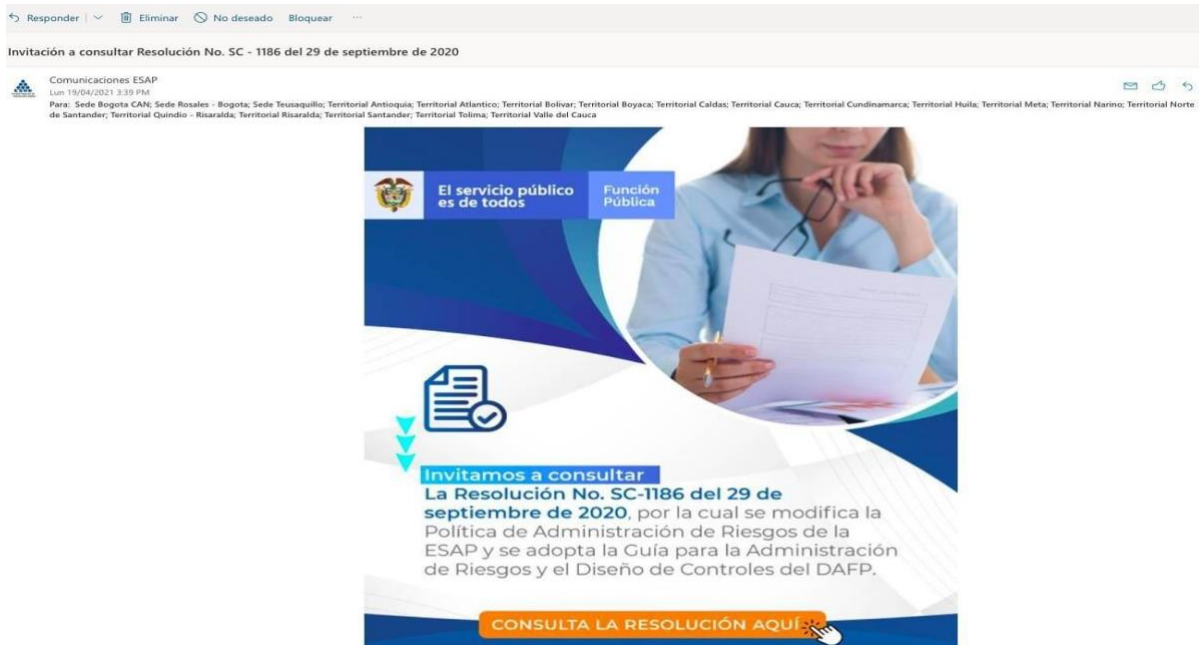 Responder
Eliminar
No deseado
Bloquear
...
Invitación a consultar Resolución No. SC - 1186 del 29 de septiembre de 2020
Comunicaciones ESAP
Lun 19/04/2021 3:39 PM
Para: Sede Bogota CAN; Sede Rosales - Bogota; Sede Teusaquillo; Territorial Antioquia; Territorial Atlantico; Territorial Bolivar; Territorial Boyaca; Territorial Caldas; Territorial Cauca; Territorial Cundinamarca; Territorial Huila; Territorial Meta; Territorial Narino; Territorial Norte
de Santander; Territorial Quindio - Risaralda; Territorial Risaralda; Territorial Santander; Territorial Tolima; Territorial Valle del Cauca
El servicio público
es de todos
Función
Pública
Invitamos a consultar
La Resolución No. SC-1186 del 29 de
septiembre de 2020, por la cual se modifica la
Política de Administración de Riesgos de la
ESAP y se adopta la Guía para la Administración
de Riesgos y el Diseño de Controles del DAFP.
CONSULTA LA RESOLUCIÓN AQUÍ